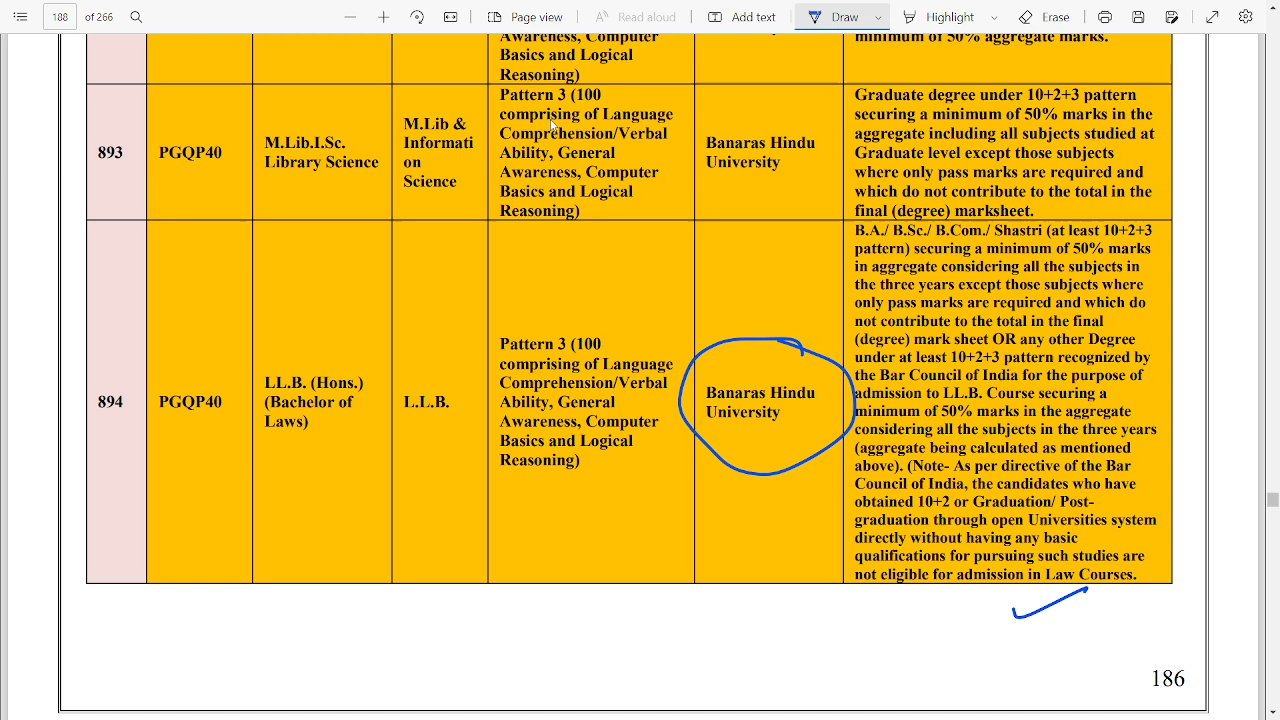 188 of 266 Page view Read aloud Add text Draw Highlight Erase
Awareness, Computer
Basics and Logical
Reasoning)
minimum of 50% aggregate marks.
893
PGQP40
M.Lib.I.Sc.
Library Science
M.Lib &
Informati
on
Science
Pattern 3 (100
comprising of Language
Comprehension/Verbal
Ability, General
Awareness, Computer
Basics and Logical
Reasoning)
Banaras Hindu
University
Graduate degree under 10+2+3 pattern
securing a minimum of 50% marks in the
aggregate including all subjects studied at
Graduate level except those subjects
where only pass marks are required and
which do not contribute to the total in the
final (degree) marksheet.
894
PGQP40
LL.B. (Hons.)
(Bachelor of
Laws)
L.L.B.
Pattern 3 (100
comprising of Language
Comprehension/Verbal
Ability, General
Awareness, Computer
Basics and Logical
Reasoning)
Banaras Hindu
University
B.A./ B.Sc./ B.Com./ Shastri (at least 10+2+3
pattern) securing a minimum of 50% marks
in aggregate considering all the subjects in
the three years except those subjects where
only pass marks are required and which do
not contribute to the total in the final
(degree) mark sheet OR any other Degree
under at least 10+2+3 pattern recognized by
the Bar Council of India for the purpose of
admission to LL.B. Course securing a
minimum of 50% marks in the aggregate
considering all the subjects in the three years
(aggregate being calculated as mentioned
above). (Note- As per directive of the Bar
Council of India, the candidates who have
obtained 10+2 or Graduation/ Post-
graduation through open Universities system
directly without having any basic
qualifications for pursuing such studies are
not eligible for admission in Law Courses.
186